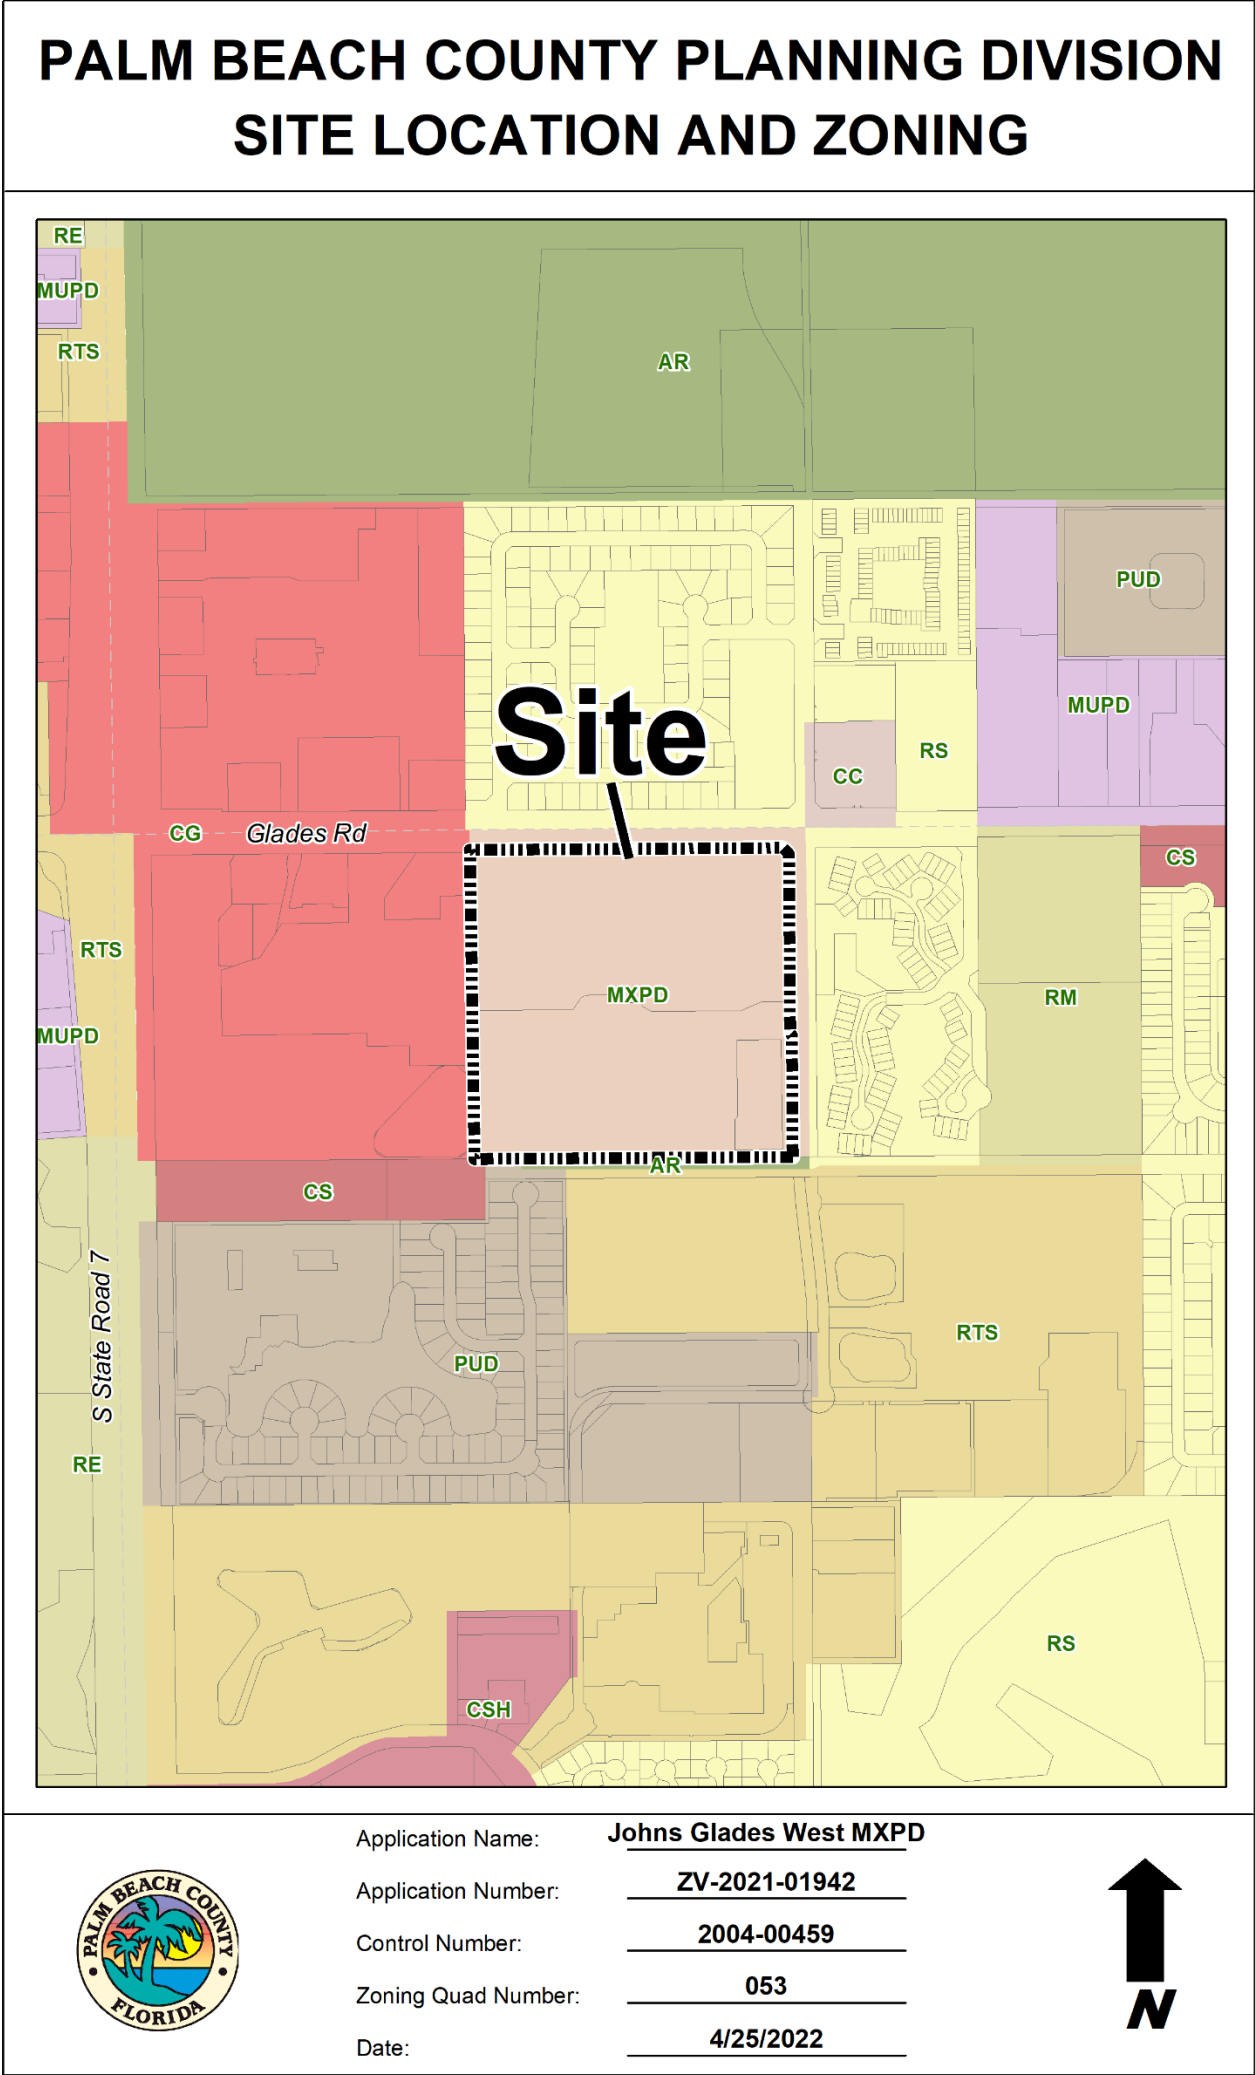 PALM BEACH COUNTY PLANNING DIVISION
SITE LOCATION AND ZONING
RE
MUPD
RTS
AR
PUD
MUPD
Site
RS
CC
CG
Glades Rd
CS
RTS
MXPD
RM
MUPD
AR
CS
S State Road 7
RTS
PUD
RE
RS
CSH
Application Name: Johns Glades West MXPD
Application Number: ZV-2021-01942
Control Number: 2004-00459
Zoning Quad Number: 053
Date: 4/25/2022
PALM BEACH COUNTY
FLORIDA
N